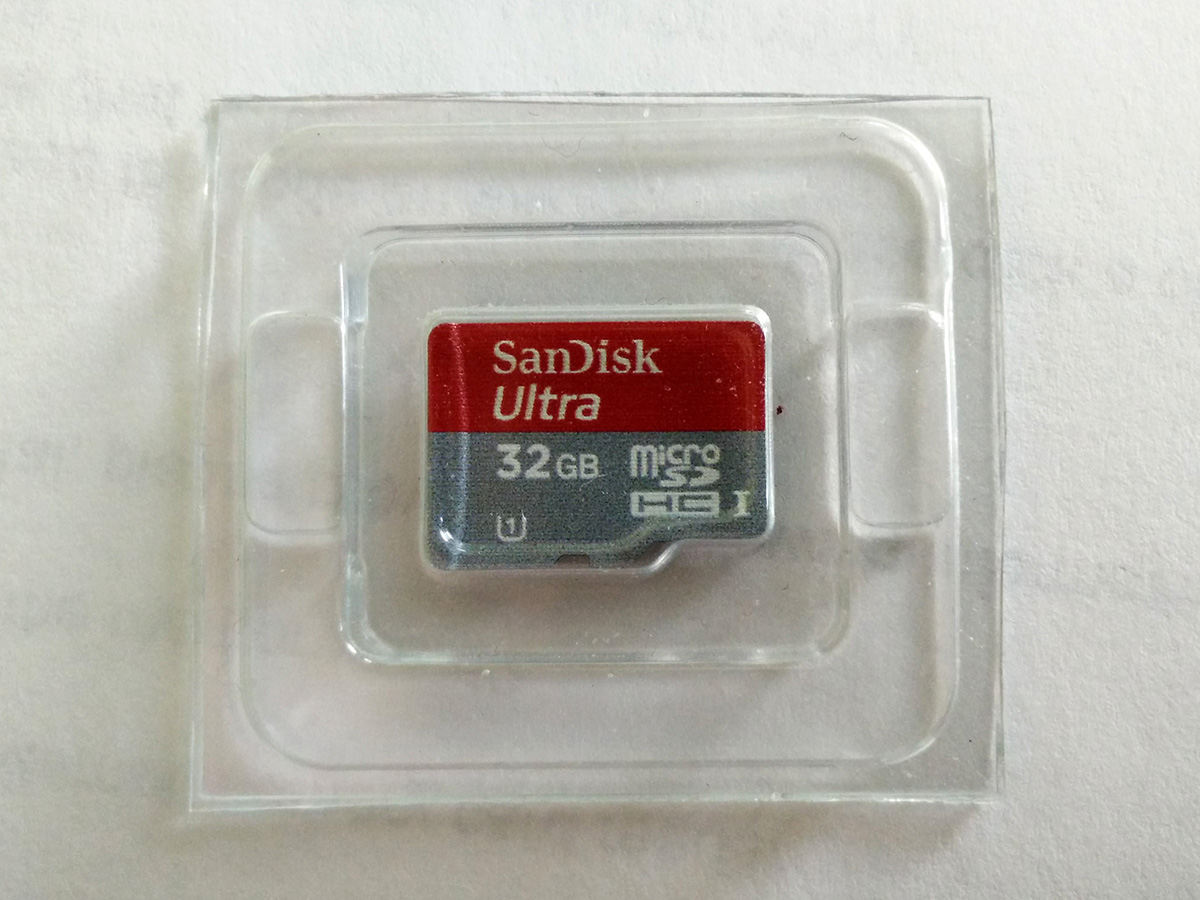 SanDisk
Ultra
32GB
micro
SD
HC I
1